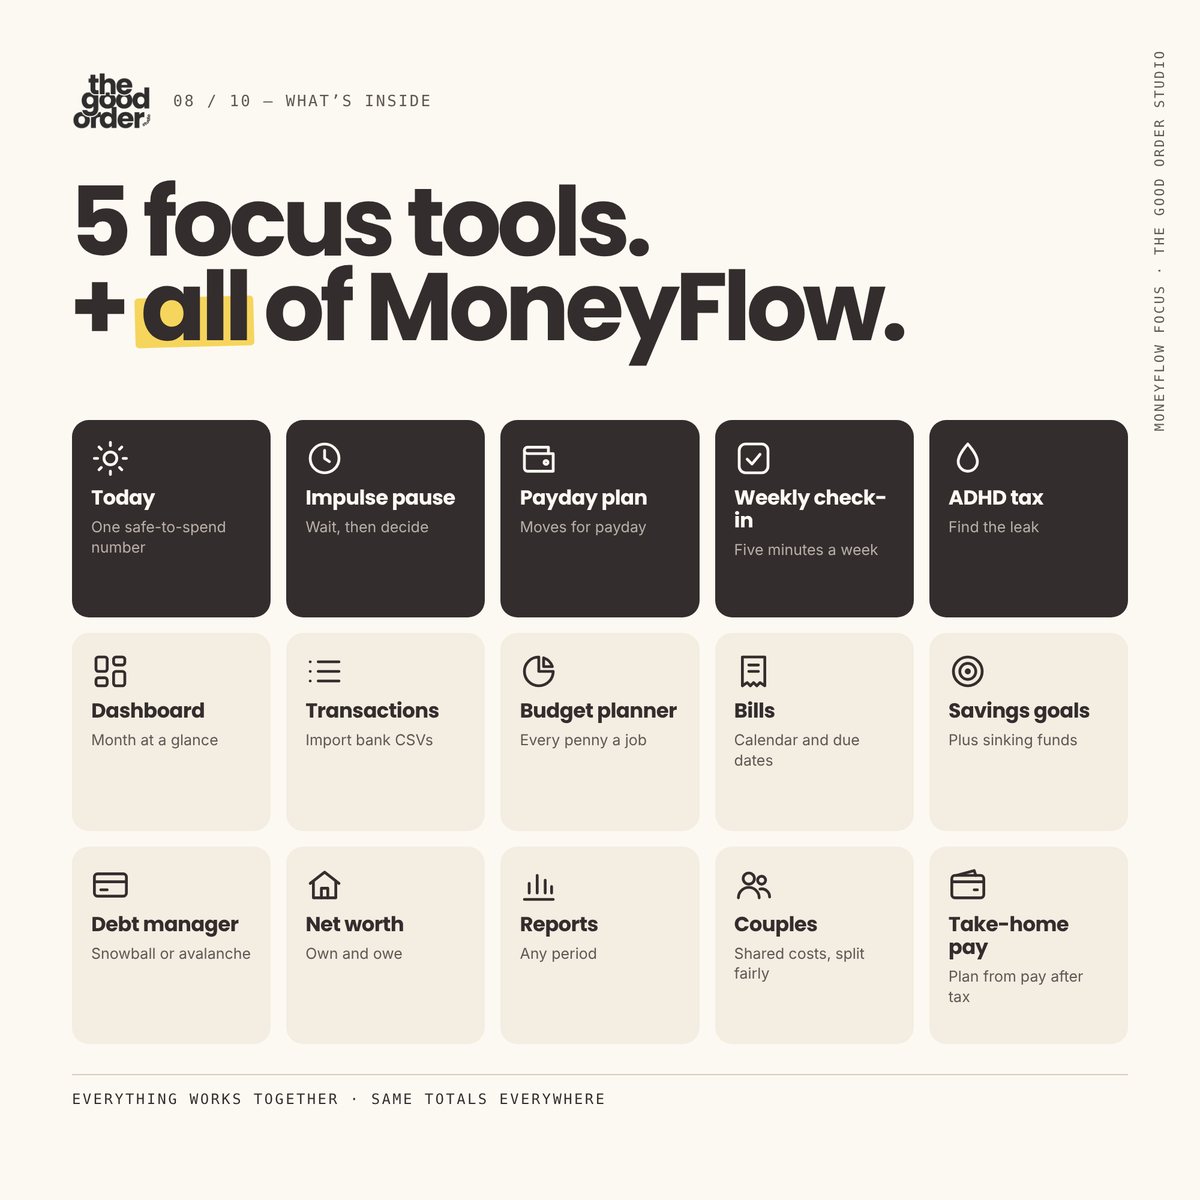 the
good
order
08 / 10 — WHAT’S INSIDE
MONEYFLOW FOCUS · THE GOOD ORDER STUDIO
5 focus tools.
+ all of MoneyFlow.
Today
One safe-to-spend
number
Impulse pause
Wait, then decide
Payday plan
Moves for payday
Weekly check-
in
Five minutes a week
ADHD tax
Find the leak
Dashboard
Month at a glance
Transactions
Import bank CSVs
Budget planner
Every penny a job
Bills
Calendar and due
dates
Savings goals
Plus sinking funds
Debt manager
Snowball or avalanche
Net worth
Own and owe
Reports
Any period
Couples
Shared costs, split
fairly
Take-home
pay
Plan from pay after
tax
EVERYTHING WORKS TOGETHER · SAME TOTALS EVERYWHERE